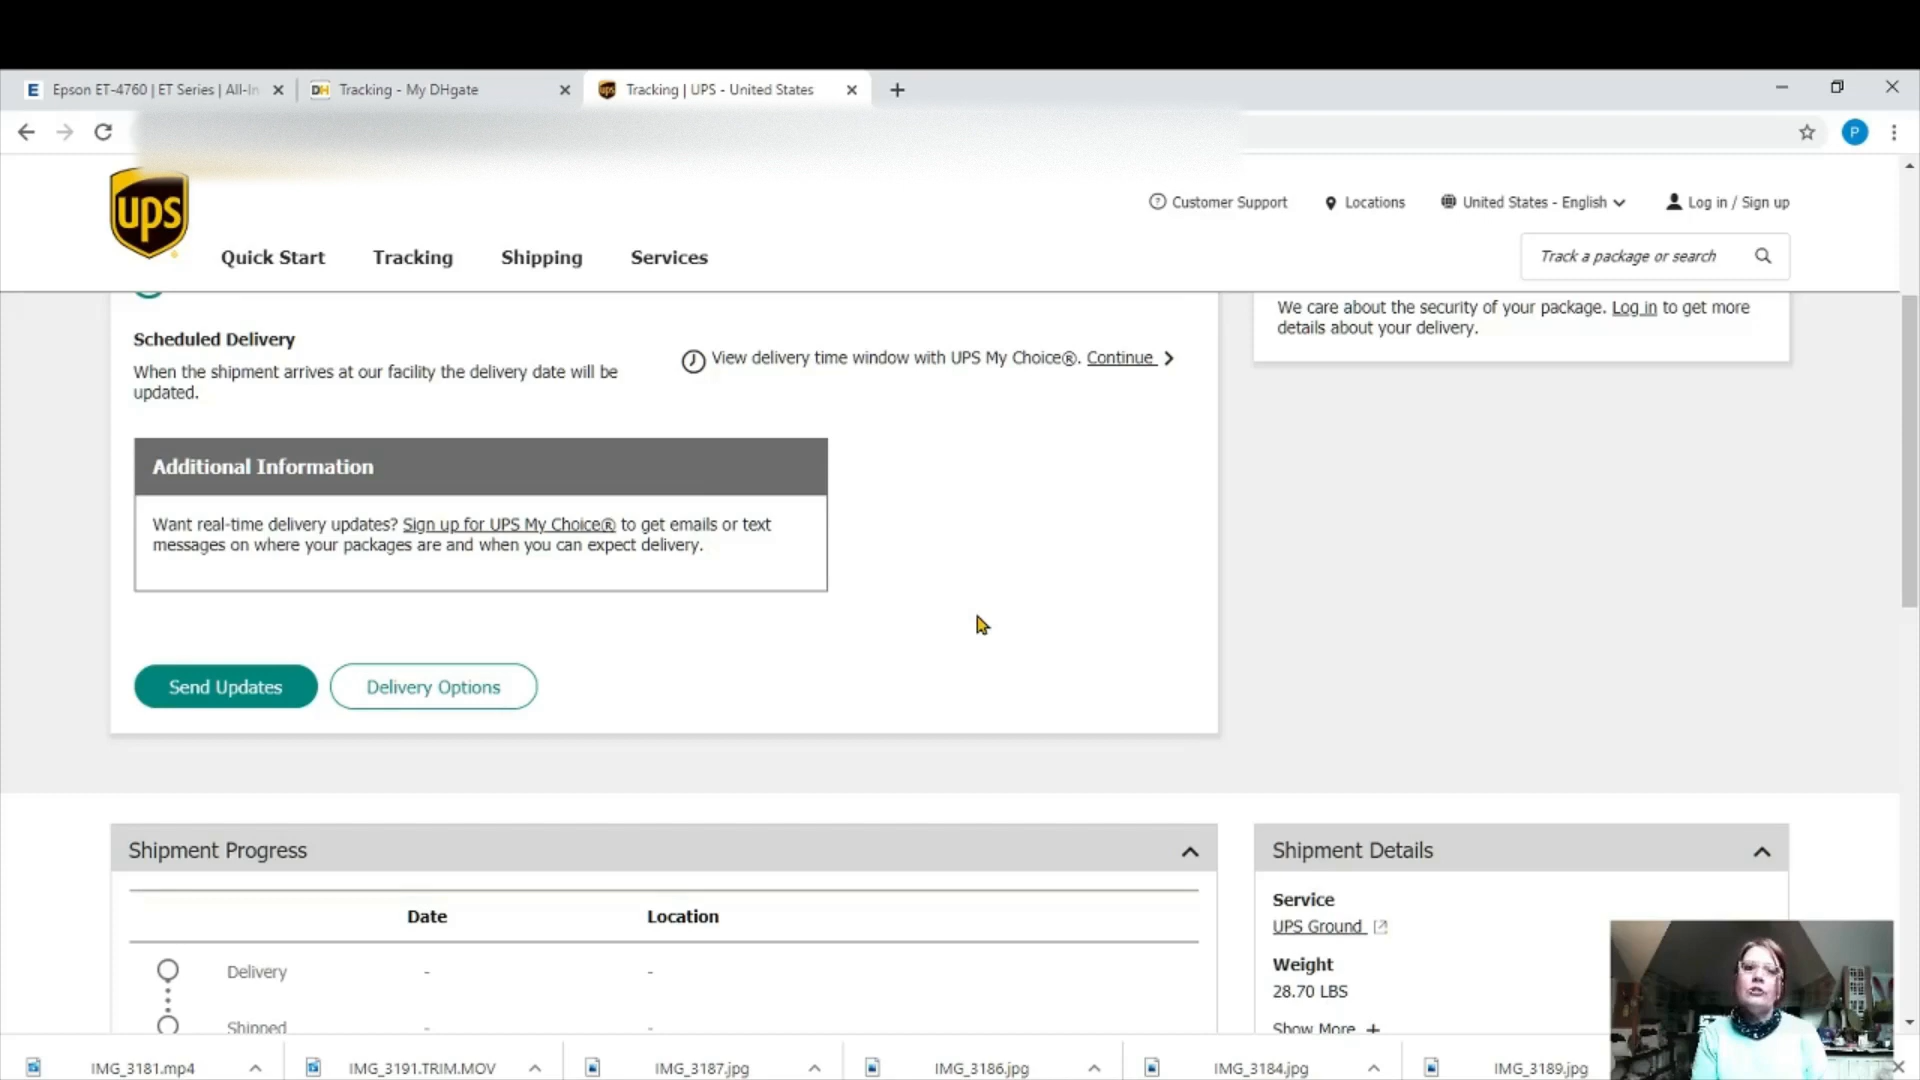 E Epson ET-4760 | ET Series | All-In
DH Tracking - My DHgate
ups Tracking | UPS - United States
P
ups
Customer Support
Locations
United States - English
Log in / Sign up
Quick Start
Tracking
Shipping
Services
Track a package or search
Scheduled Delivery
When the shipment arrives at our facility the delivery date will be
updated.
View delivery time window with UPS My Choice®. Continue
We care about the security of your package. Log in to get more
details about your delivery.
Additional Information
Want real-time delivery updates? Sign up for UPS My Choice® to get emails or text
messages on where your packages are and when you can expect delivery.
Send Updates
Delivery Options
Shipment Progress
Date
Location
Delivery - -
Shipped - -
Shipment Details
Service
UPS Ground
Weight
28.70 LBS
Show More +
IMG_3181.mp4
IMG_3191.TRIM.MOV
IMG_3187.jpg
IMG_3186.jpg
IMG_3184.jpg
IMG_3189.jpg